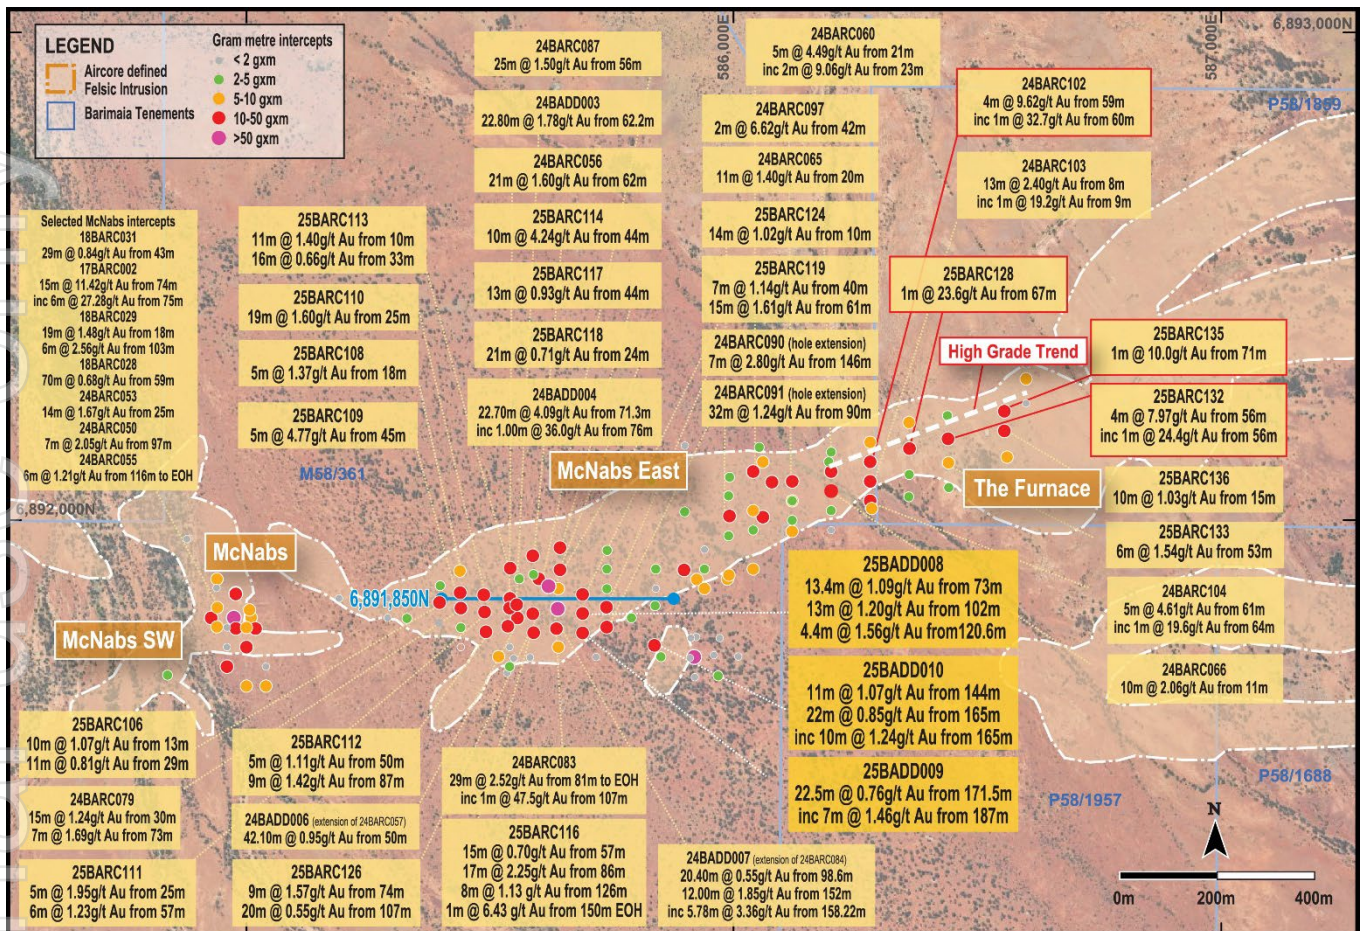 LEGEND
Aircore defined
Felsic Intrusion
Barimaia Tenements
Gram metre intercepts
< 2 gxm
2-5 gxm
5-10 gxm
10-50 gxm
>50 gxm
24BARC087
25m @ 1.50g/t Au from 56m
24BADD003
22.80m @ 1.78g/t Au from 62.2m
24BARC056
21m @ 1.60g/t Au from 62m
25BARC114
10m @ 4.24g/t Au from 44m
25BARC117
13m @ 0.93g/t Au from 44m
25BARC118
21m @ 0.71g/t Au from 24m
24BADD004
22.70m @ 4.09g/t Au from 71.3m
inc 1.00m @ 36.0g/t Au from 76m
586,000E
24BARC060
5m @ 4.49g/t Au from 21m
inc 2m @ 9.06g/t Au from 23m
24BARC097
2m @ 6.62g/t Au from 42m
24BARC065
11m @ 1.40g/t Au from 20m
25BARC124
14m @ 1.02g/t Au from 10m
25BARC119
7m @ 1.14g/t Au from 40m
15m @ 1.61g/t Au from 61m
24BARC090 (hole extension)
7m @ 2.80g/t Au from 146m
24BARC091 (hole extension)
32m @ 1.24g/t Au from 90m
587,000E
6,893,000N
P58/1869
24BARC102
4m @ 9.62g/t Au from 59m
inc 1m @ 32.7g/t Au from 60m
24BARC103
13m @ 2.40g/t Au from 8m
inc 1m @ 19.2g/t Au from 9m
25BARC128
1m @ 23.6g/t Au from 67m
High Grade Trend
25BARC135
1m @ 10.0g/t Au from 71m
25BARC132
4m @ 7.97g/t Au from 56m
inc 1m @ 24.4g/t Au from 56m
Selected McNabs intercepts
18BARC031
29m @ 0.84g/t Au from 43m
17BARC002
15m @ 11.42g/t Au from 74m
inc 6m @ 27.28g/t Au from 75m
18BARC029
19m @ 1.48g/t Au from 18m
6m @ 2.56g/t Au from 103m
18BARC028
70m @ 0.68g/t Au from 59m
24BARC053
14m @ 1.67g/t Au from 25m
24BARC050
7m @ 2.05g/t Au from 97m
24BARC055
6m @ 1.21g/t Au from 116m to EOH
25BARC113
11m @ 1.40g/t Au from 10m
16m @ 0.66g/t Au from 33m
25BARC110
19m @ 1.60g/t Au from 25m
25BARC108
5m @ 1.37g/t Au from 18m
25BARC109
5m @ 4.77g/t Au from 45m
M58/361
6,892,000N
McNabs East
The Furnace
McNabs
McNabs SW
6,891,850N
25BARC136
10m @ 1.03g/t Au from 15m
25BARC133
6m @ 1.54g/t Au from 53m
24BARC104
5m @ 4.61g/t Au from 61m
inc 1m @ 19.6g/t Au from 64m
24BARC066
10m @ 2.06g/t Au from 11m
25BADD008
13.4m @ 1.09g/t Au from 73m
13m @ 1.20g/t Au from 102m
4.4m @ 1.56g/t Au from120.6m
25BADD010
11m @ 1.07g/t Au from 144m
22m @ 0.85g/t Au from 165m
inc 10m @ 1.24g/t Au from 165m
25BADD009
22.5m @ 0.76g/t Au from 171.5m
inc 7m @ 1.46g/t Au from 187m
25BARC106
10m @ 1.07g/t Au from 13m
11m @ 0.81g/t Au from 29m
24BARC079
15m @ 1.24g/t Au from 30m
7m @ 1.69g/t Au from 73m
25BARC111
5m @ 1.95g/t Au from 25m
6m @ 1.23g/t Au from 57m
25BARC112
5m @ 1.11g/t Au from 50m
9m @ 1.42g/t Au from 87m
24BADD006 (extension of 24BARC057)
42.10m @ 0.95g/t Au from 50m
25BARC126
9m @ 1.57g/t Au from 74m
20m @ 0.55g/t Au from 107m
24BARC083
29m @ 2.52g/t Au from 81m to EOH
inc 1m @ 47.5g/t Au from 107m
25BARC116
15m @ 0.70g/t Au from 57m
17m @ 2.25g/t Au from 86m
8m @ 1.13 g/t Au from 126m
1m @ 6.43 g/t Au from 150m EOH
24BADD007 (extension of 24BARC084)
20.40m @ 0.55g/t Au from 98.6m
12.00m @ 1.85g/t Au from 152m
inc 5.78m @ 3.36g/t Au from 158.22m
P58/1957
P58/1688
N
0m
200m
400m